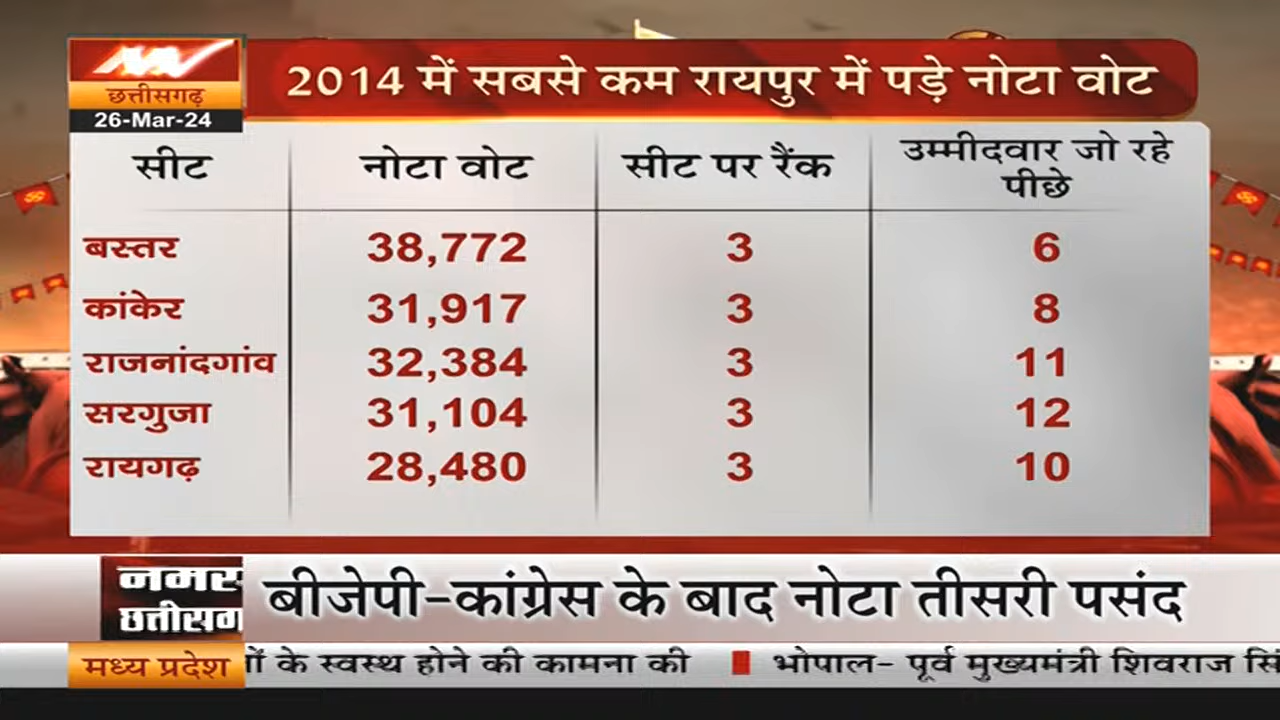 छत्तीसगढ़
26-Mar-24
2014 में सबसे कम रायपुर में पड़े नोटा वोट
सीट नोटा वोट सीट पर रैंक उम्मीदवार जो रहे
पीछे
बस्तर 38,772 3 6
कांकेर 31,917 3 8
राजनांदगांव 32,384 3 11
सरगुजा 31,104 3 12
रायगढ़ 28,480 3 10
बीजेपी-कांग्रेस के बाद नोटा तीसरी पसंद
मध्य प्रदेश के स्वस्थ होने की कामना की भोपाल- पूर्व मुख्यमंत्री शिवराज